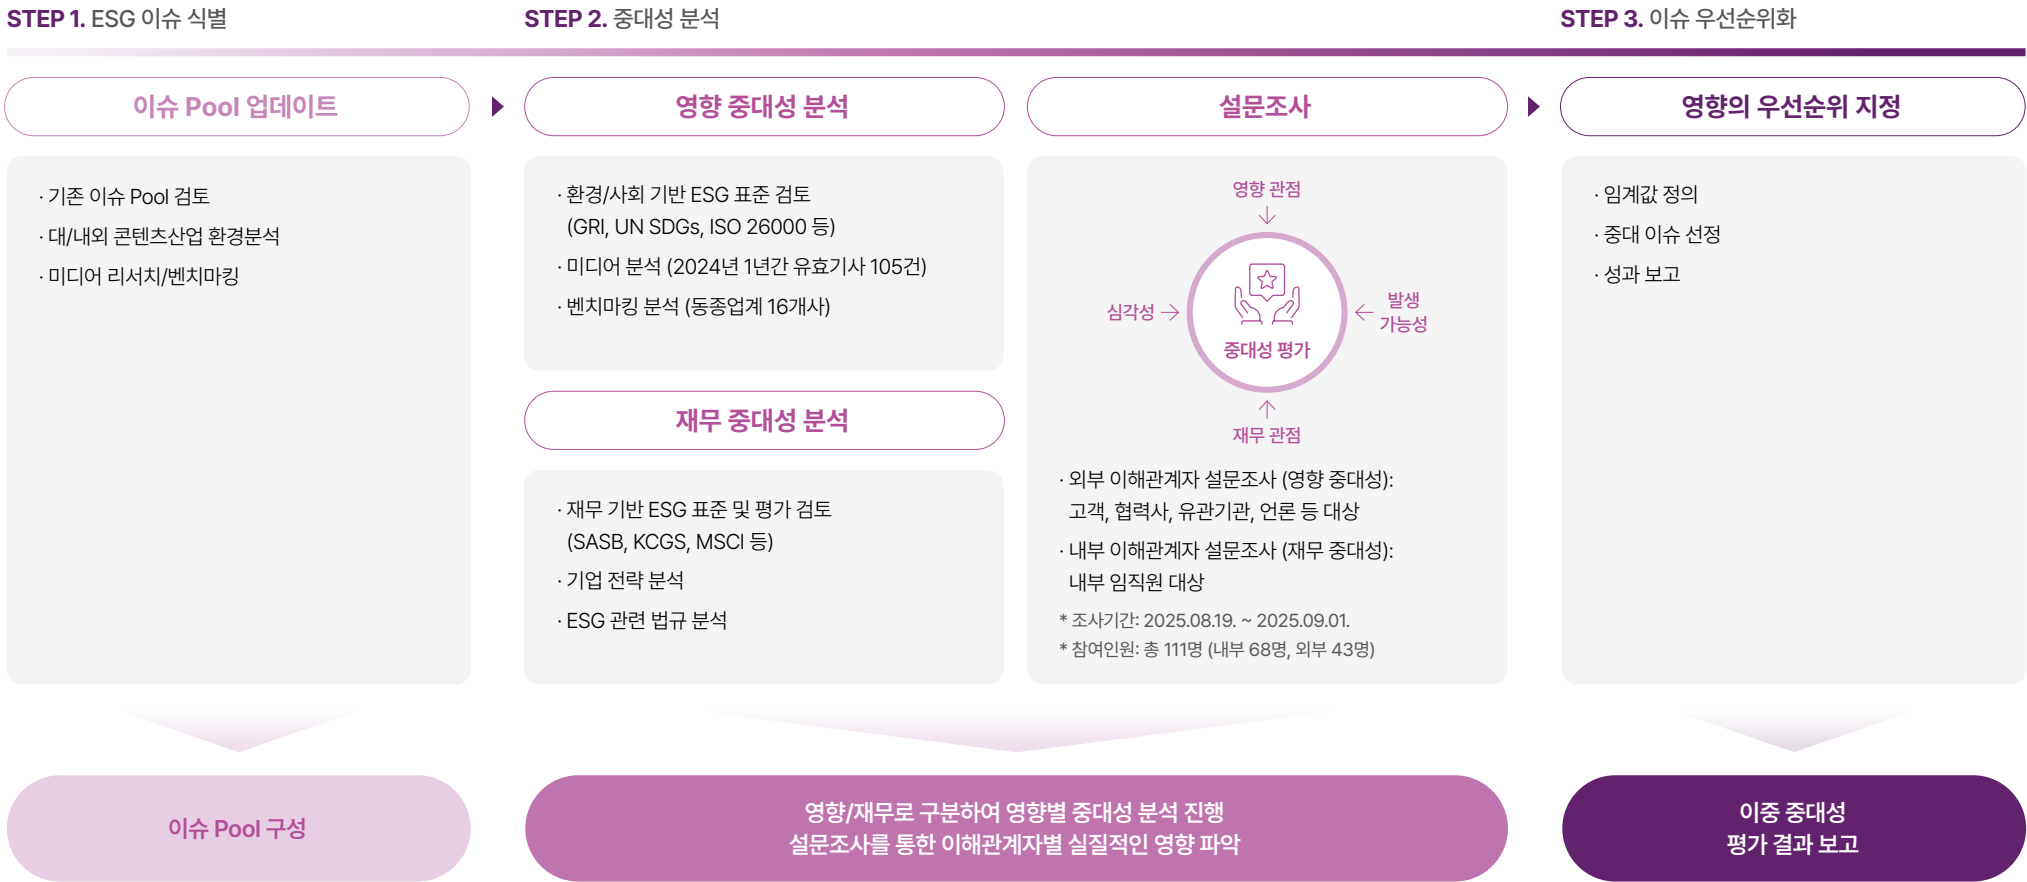 STEP 1. ESG 이슈 식별
이슈 Pool 업데이트
· 기존 이슈 Pool 검토
· 대/내외 콘텐츠산업 환경분석
· 미디어 리서치/벤치마킹
이슈 Pool 구성
STEP 2. 중대성 분석
영향 중대성 분석
· 환경/사회 기반 ESG 표준 검토
(GRI, UN SDGs, ISO 26000 등)
· 미디어 분석 (2024년 1년간 유효기사 105건)
· 벤치마킹 분석 (동종업계 16개사)
재무 중대성 분석
· 재무 기반 ESG 표준 및 평가 검토
(SASB, KCGS, MSCI 등)
· 기업 전략 분석
· ESG 관련 법규 분석
설문조사
영향 관점
심각성
중대성 평가
발생
가능성
재무 관점
· 외부 이해관계자 설문조사 (영향 중대성):
고객, 협력사, 유관기관, 언론 등 대상
· 내부 이해관계자 설문조사 (재무 중대성):
내부 임직원 대상
* 조사기간: 2025.08.19. ~ 2025.09.01.
* 참여인원: 총 111명 (내부 68명, 외부 43명)
영향/재무로 구분하여 영향별 중대성 분석 진행
설문조사를 통한 이해관계자별 실질적인 영향 파악
STEP 3. 이슈 우선순위화
영향의 우선순위 지정
· 임계값 정의
· 중대 이슈 선정
· 성과 보고
이중 중대성
평가 결과 보고